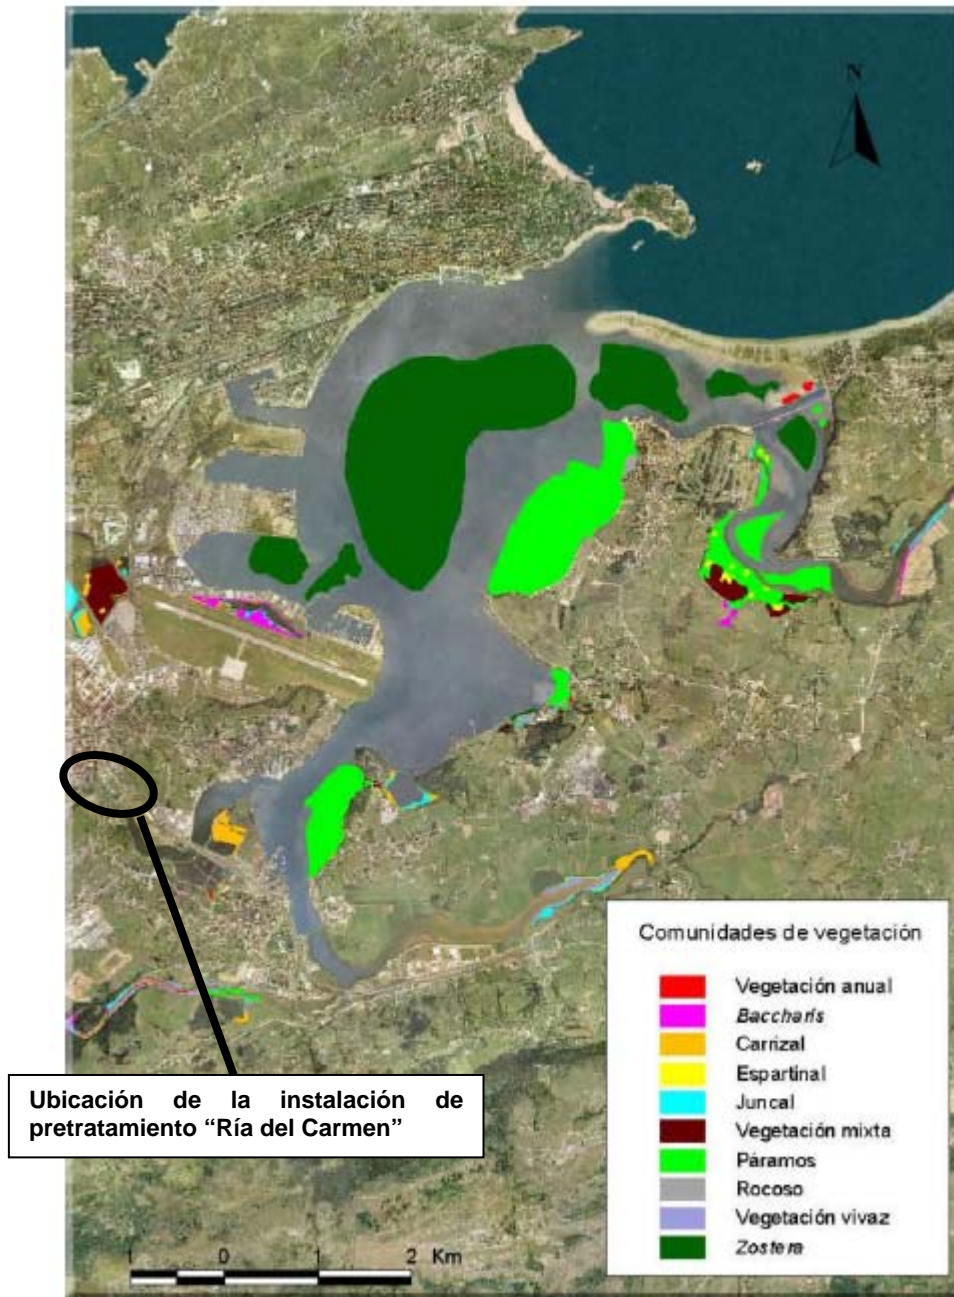 N
Comunidades de vegetación
Vegetación anual
Baccharis
Carrizal
Espartinal
Juncal
Vegetación mixta
Páramos
Rocoso
Vegetación vivaz
Zostera
Ubicación de la instalación de
pretratamiento “Ría del Carmen”
1 0 1 2 Km